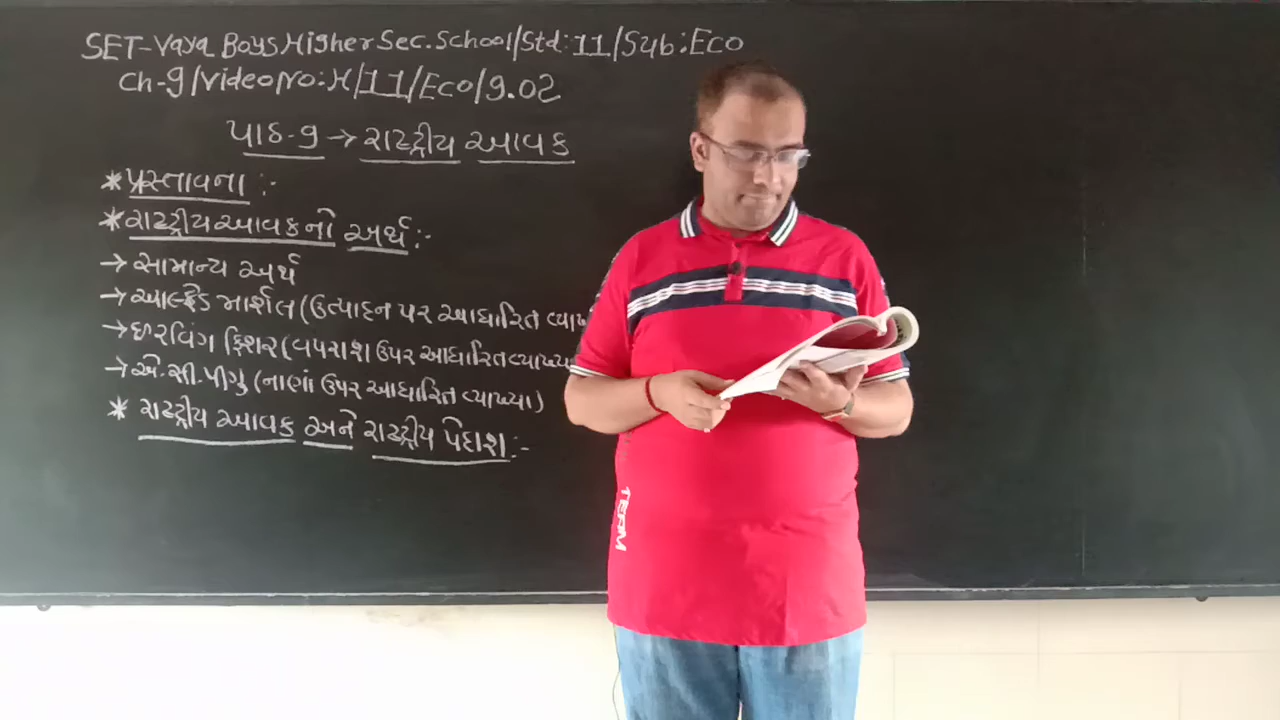 SET-Vaya Boys Higher Sec. School/Std:11/Sub:Eco
Ch-9/Video No:H/11/Eco/9.02
પાઠ-9 → રાષ્ટ્રીય આવક
*પ્રસ્તાવના:-
*રાષ્ટ્રીય આવકનો અર્થ:-
→ સામાન્ય અર્થ
→ આલ્ફ્રેડ માર્શલ (ઉત્પાદન પર આધારિત
→ ઇરવિંગ ફિશર (વપરાશ ઉપર આધારિત
→ એ.સી.પીગુ (નાણાં ઉપર આધારિત વ્યાખ્યા)
* રાષ્ટ્રીય આવક અને રાષ્ટ્રીય પેદાશ:-
TEAM